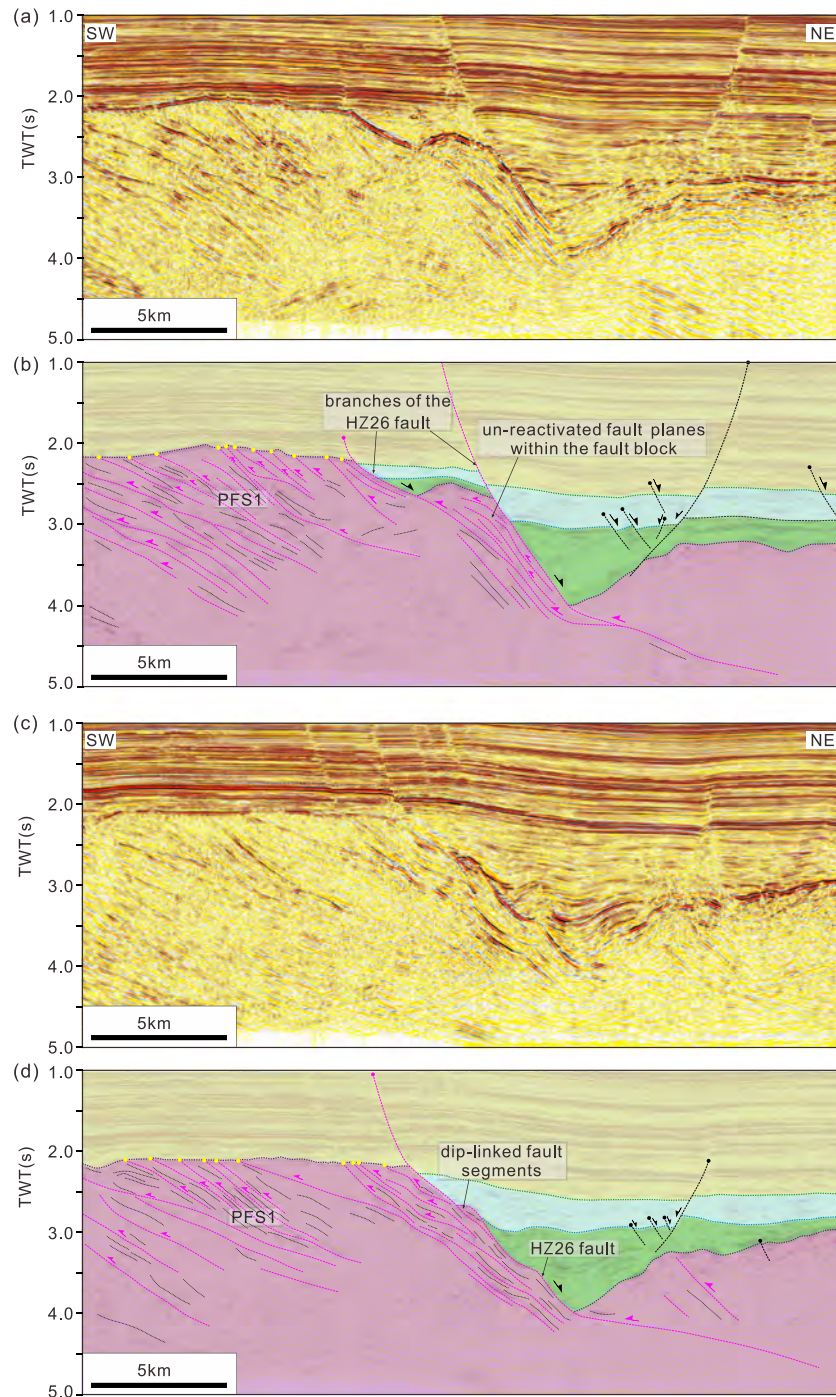 (a)
1.0
SW
NE
2.0
TWT(s)
3.0
4.0
5km
5.0
(b)
1.0
branches of the
HZ26 fault
un-reactivated fault planes
within the fault block
2.0
TWT(s)
PFS1
3.0
4.0
5km
5.0
(c)
1.0
SW
NE
2.0
TWT(s)
3.0
4.0
5km
5.0
(d)
1.0
2.0
dip-linked fault
segments
TWT(s)
PFS1
3.0
HZ26 fault
4.0
5km
5.0